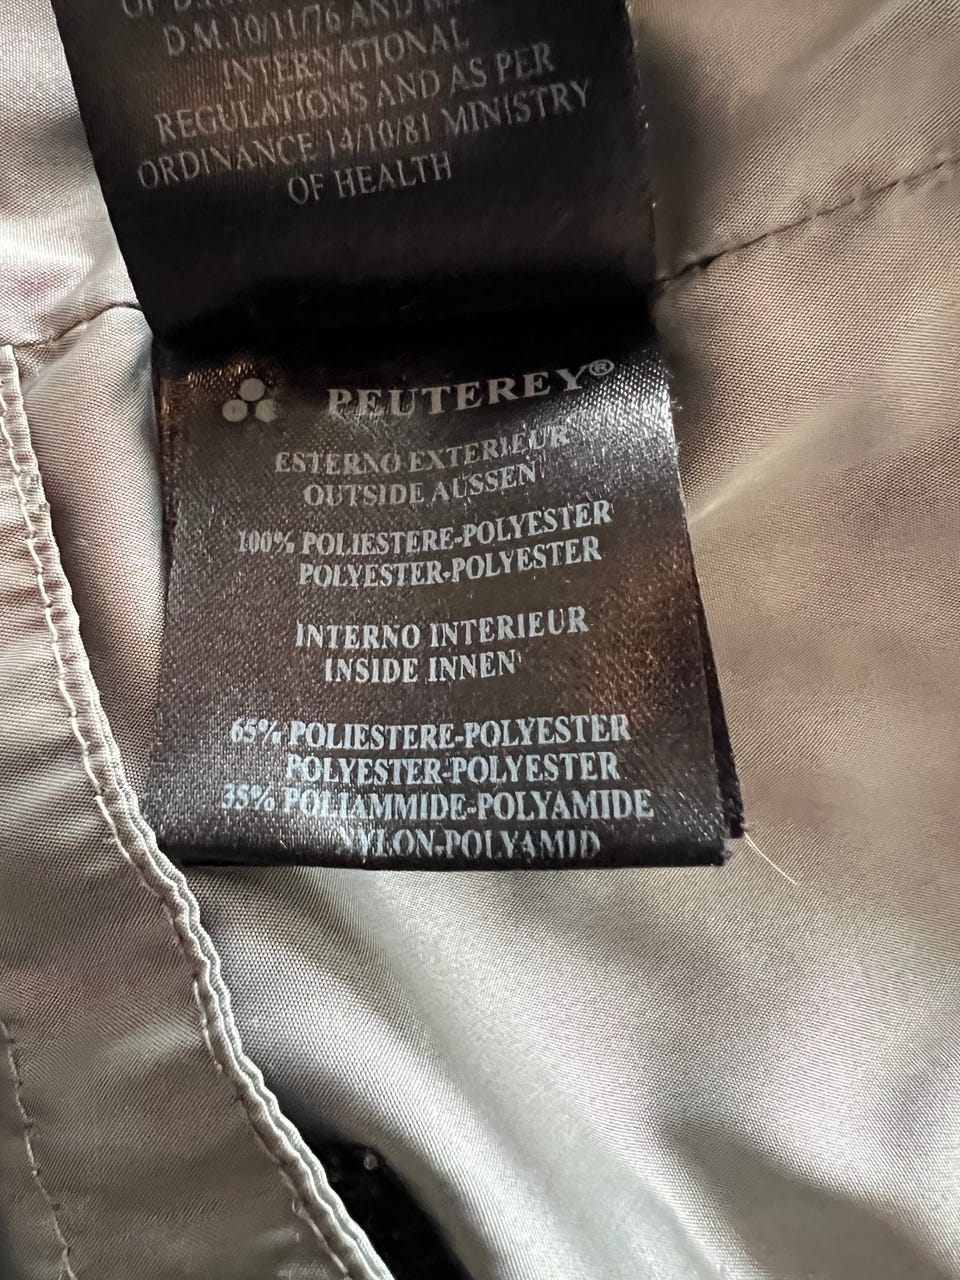 D.M.10/11/76 AND
INTERNATIONAL
REGULATIONS AND AS PER
ORDINANCE 14/10/81 MINISTRY
OF HEALTH
PEUTEREY®
ESTERNO EXTERIEUR
OUTSIDE AUSSEN
100% POLIESTERE-POLYESTER
POLYESTER-POLYESTER
INTERNO INTERIEUR
INSIDE INNEN
65% POLIESTERE-POLYESTER
POLYESTER-POLYESTER
35% POLIAMMIDE-POLYAMIDE
NYLON-POLYAMID